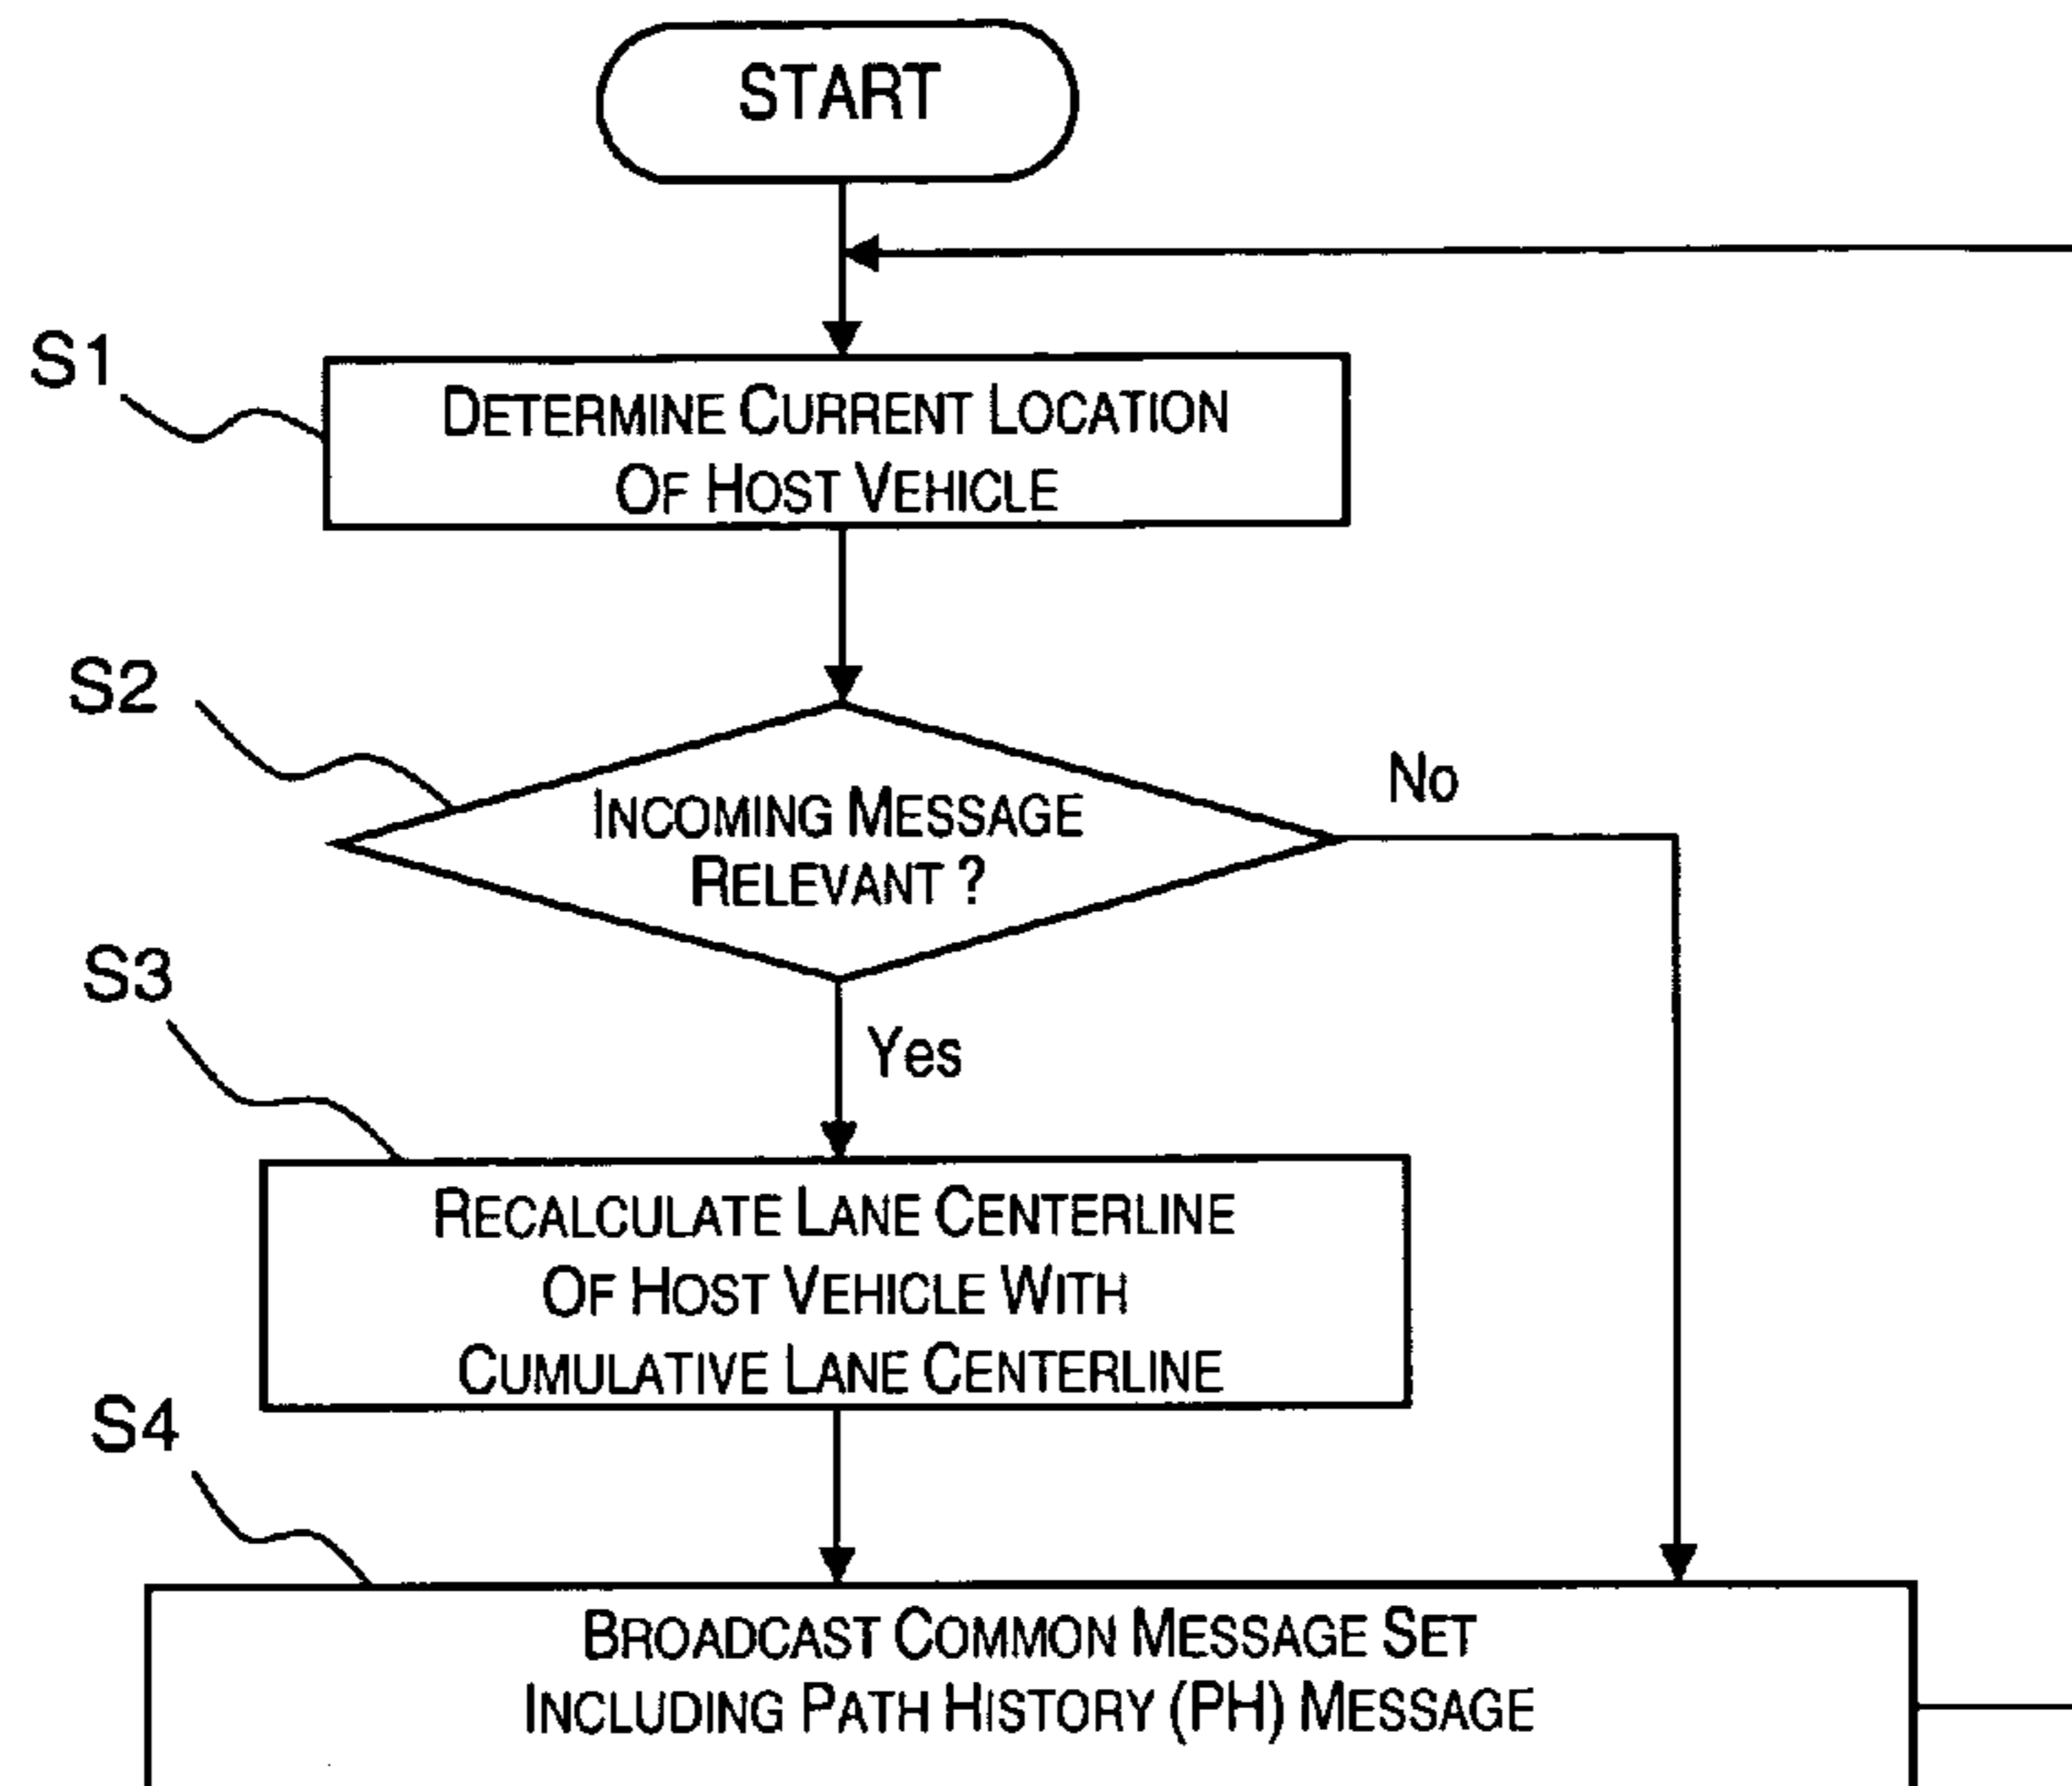 START
S1
DETERMINE CURRENT LOCATION
OF HOST VEHICLE
S2
INCOMING MESSAGE
RELEVANT ?
No
S3
Yes
RECALCULATE LANE CENTERLINE
OF HOST VEHICLE WITH
CUMULATIVE LANE CENTERLINE
S4
BROADCAST COMMON MESSAGE SET
INCLUDING PATH HISTORY (PH) MESSAGE